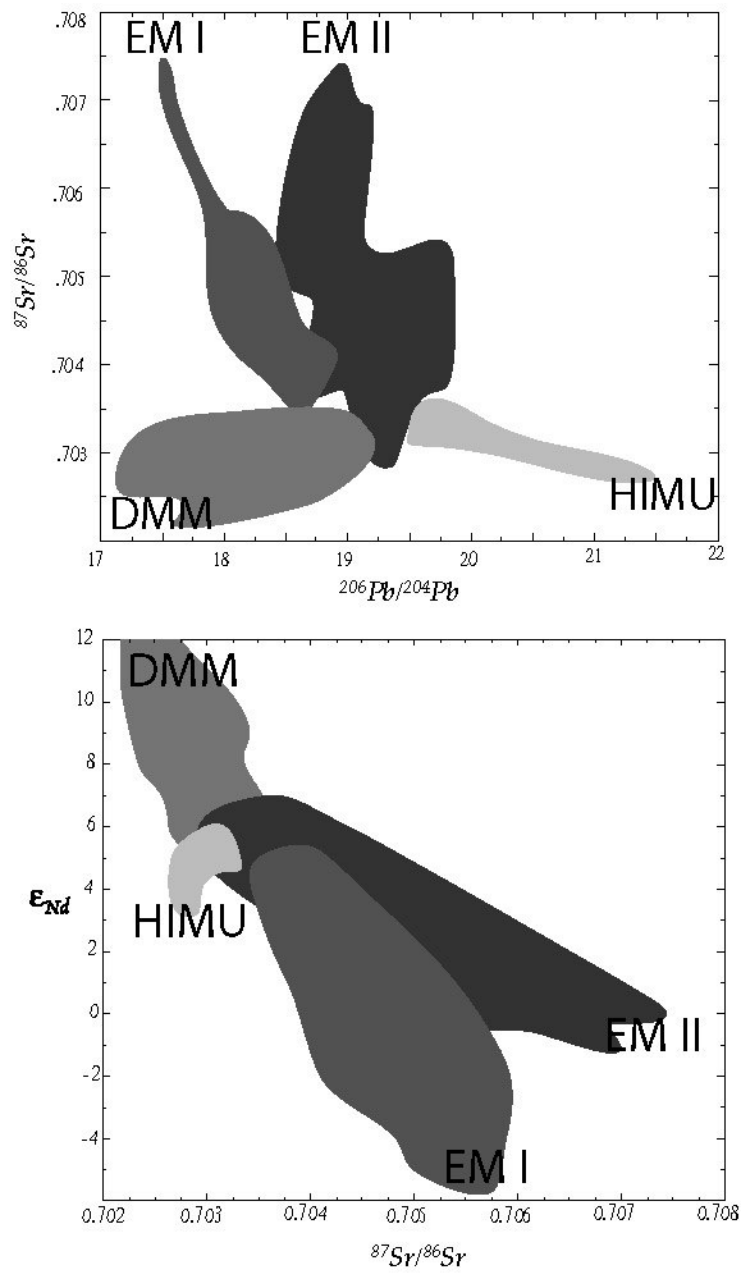 EM I EM II
.708
.707
.706
.705
.704
.703
⁸⁷Sr/⁸⁶Sr
DMM
HIMU
17 18 19 20 21 22
²⁰⁶Pb/²⁰⁴Pb
12
10
8
6
4
2
0
-2
-4
εNd
DMM
HIMU
EM II
EM I
0.702 0.703 0.704 0.705 0.706 0.707 0.708
⁸⁷Sr/⁸⁶Sr